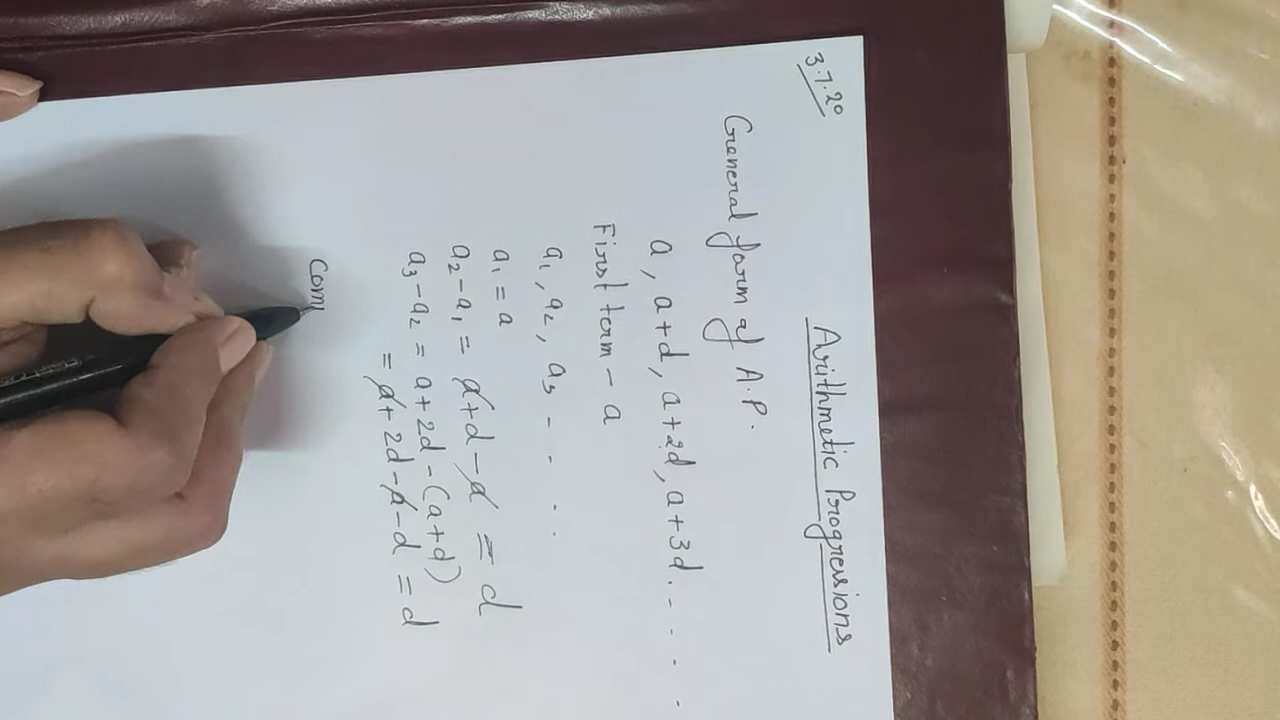 3.7.20
Arithmetic Progressions
General form of A.P.
a, a+d, a+2d, a+3d. - - - -
First term - a
a₁, a₂, a₃ - - - .
a₁ = a
a₂-a₁ = a+d-a = d
a₃-a₂ = a+2d-(a+d)
= a+2d-a-d = d
Com